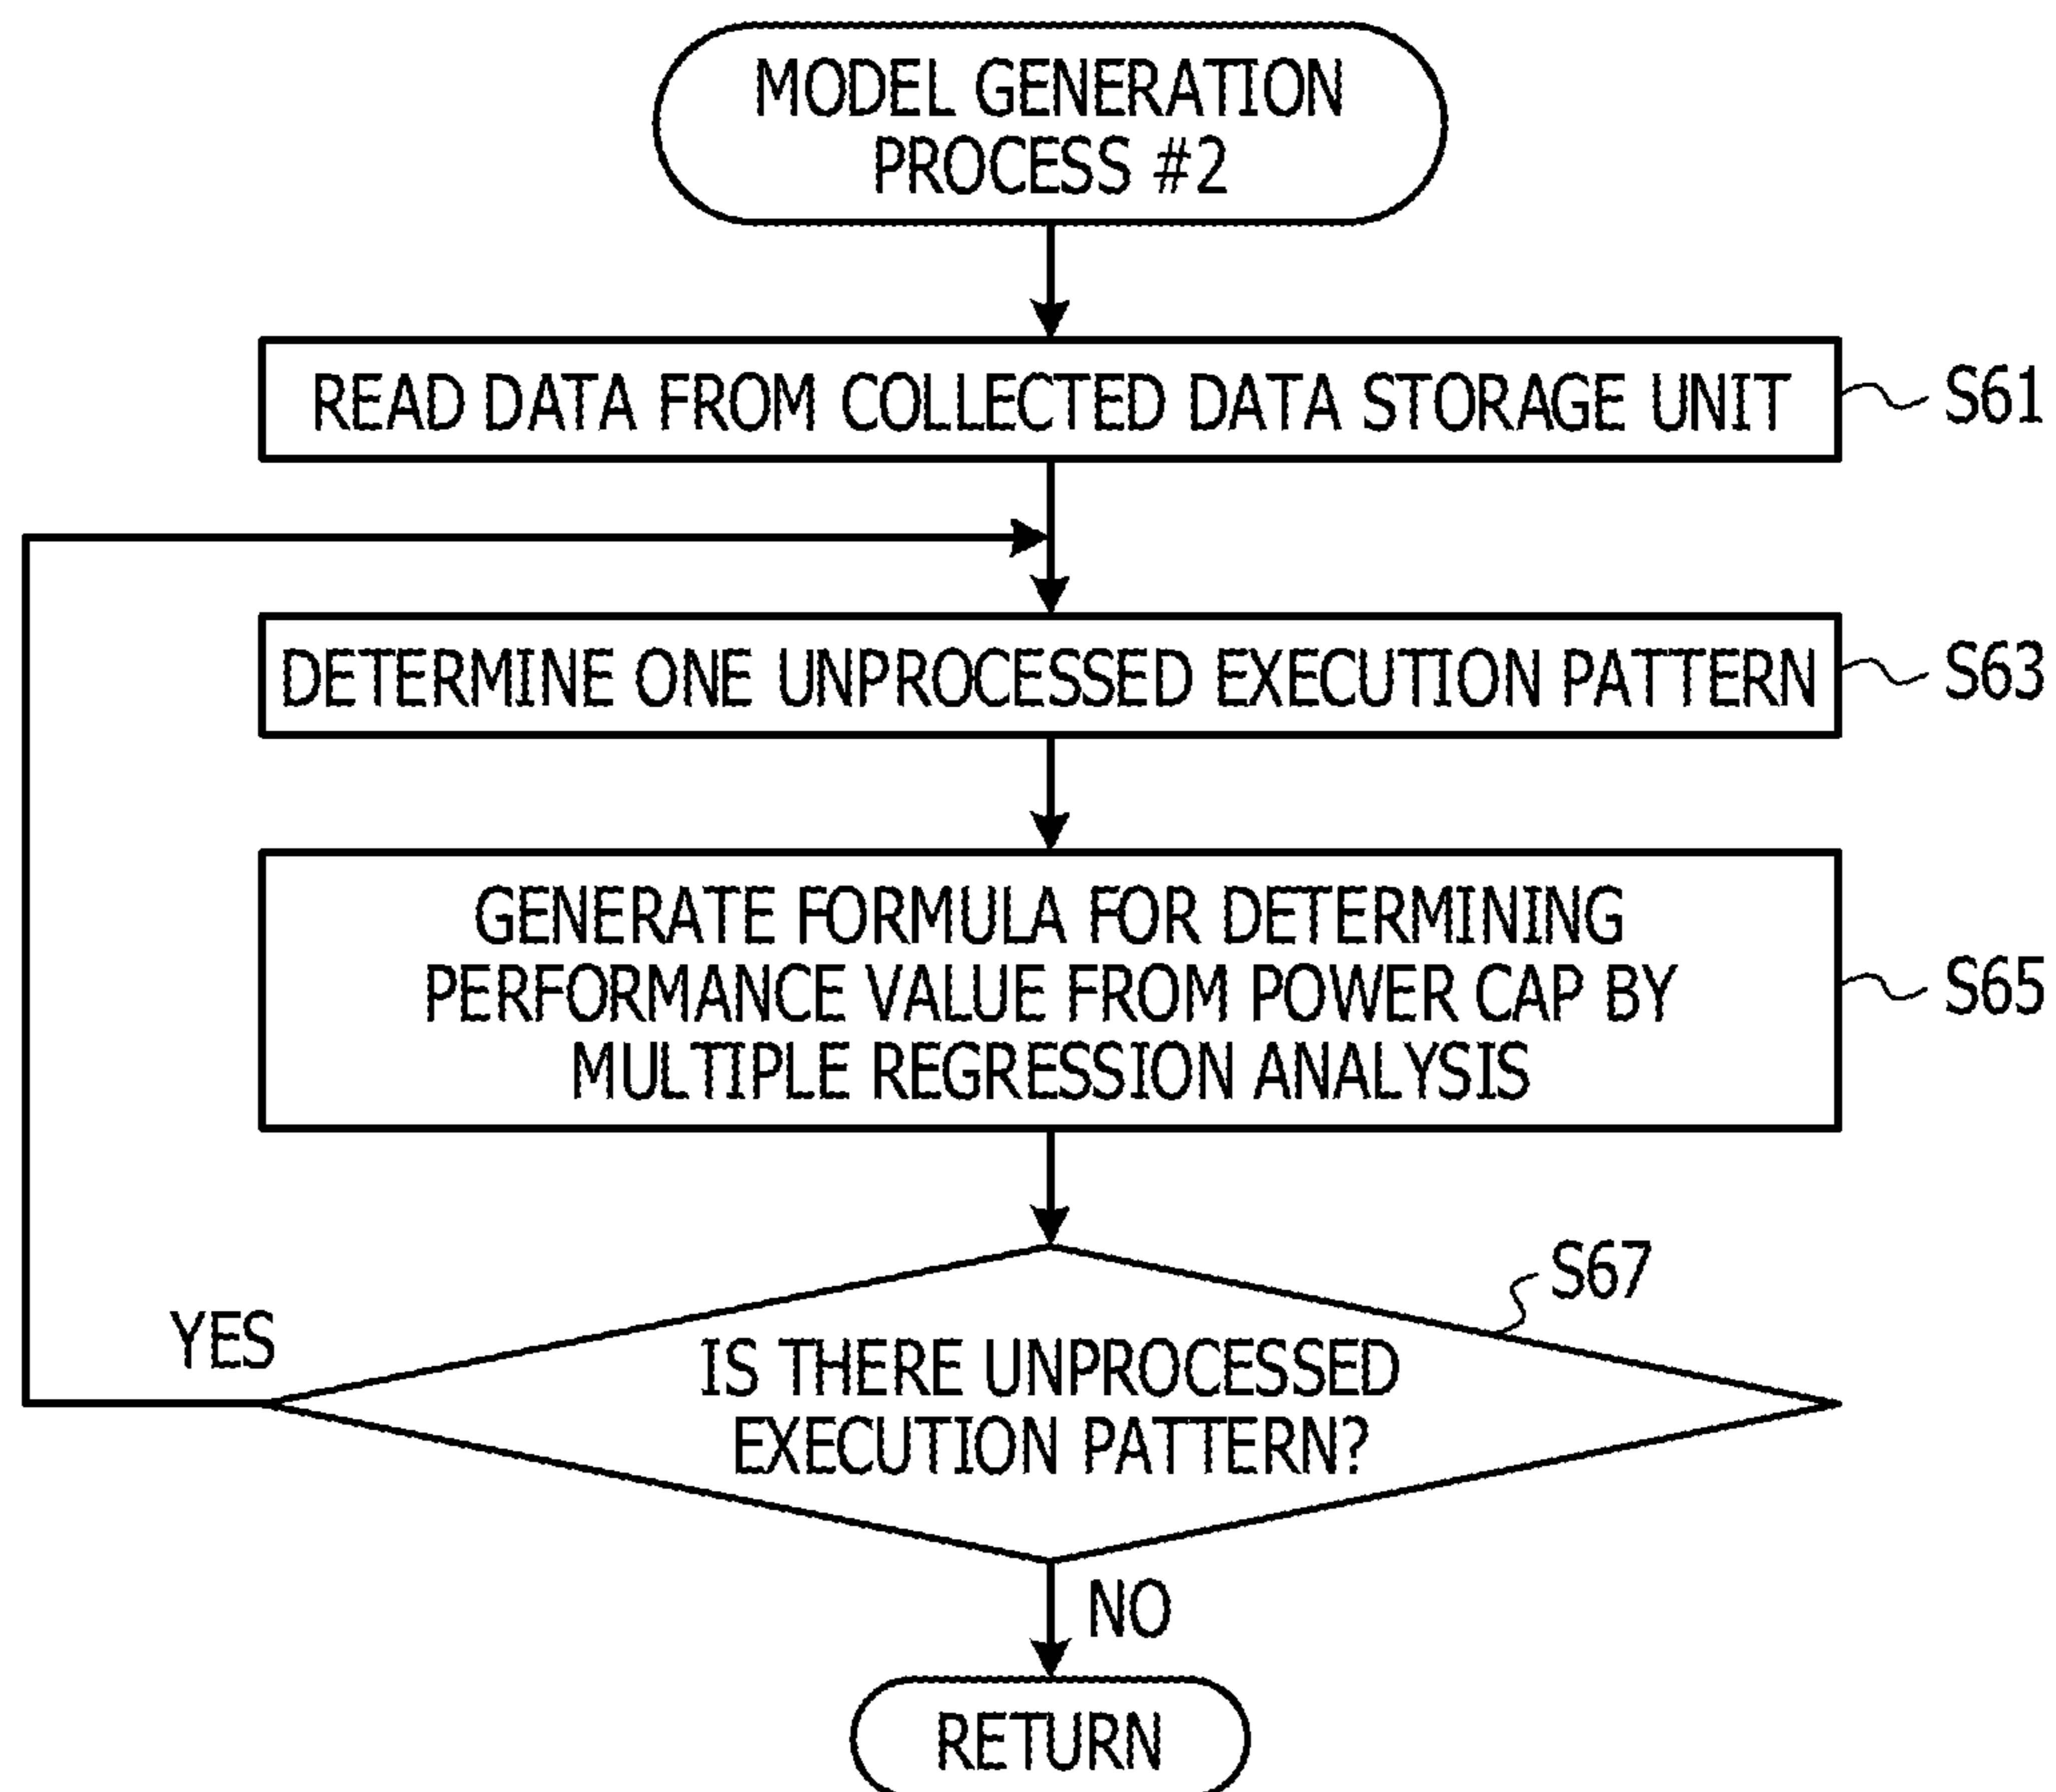 MODEL GENERATION
PROCESS #2
READ DATA FROM COLLECTED DATA STORAGE UNIT
S61
DETERMINE ONE UNPROCESSED EXECUTION PATTERN
S63
GENERATE FORMULA FOR DETERMINING
PERFORMANCE VALUE FROM POWER CAP BY
MULTIPLE REGRESSION ANALYSIS
S65
S67
YES
IS THERE UNPROCESSED
EXECUTION PATTERN?
NO
RETURN